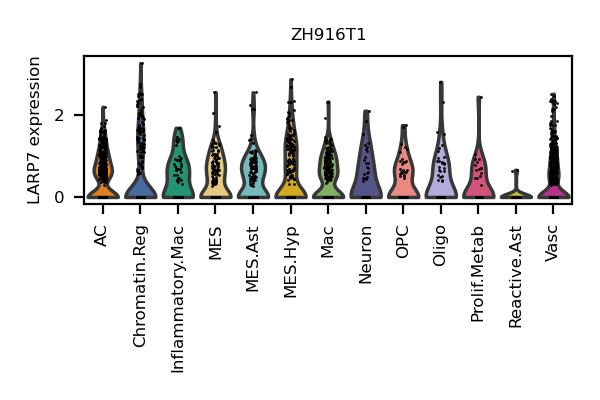 ZH916T1
LARP7 expression
2
0
AC
Chromatin.Reg
Inflammatory.Mac
MES
MES.Ast
MES.Hyp
Mac
Neuron
OPC
Oligo
Prolif.Metab
Reactive.Ast
Vasc